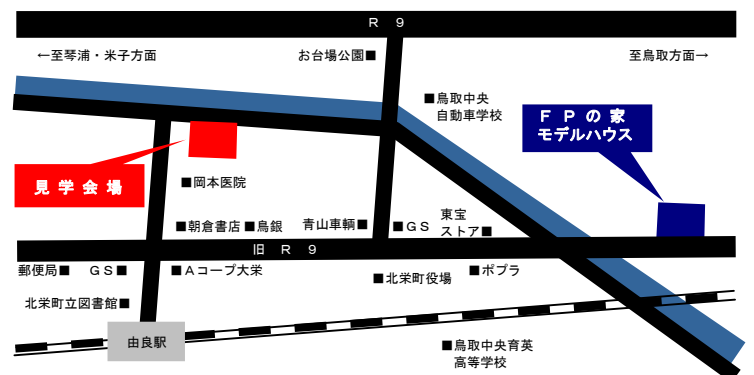 Ｒ ９
←至琴浦・米子方面
お台場公園■
至鳥取方面→
■鳥取中央
自動車学校
ＦＰの家
モデルハウス
見学会場
■岡本医院
■朝倉書店
■鳥銀
青山車輌■
■ＧＳ
東宝
ストア■
旧 Ｒ ９
郵便局■
ＧＳ■
■Ａコープ大栄
■北栄町役場
■ポプラ
北栄町立図書館■
由良駅
■鳥取中央育英
高等学校